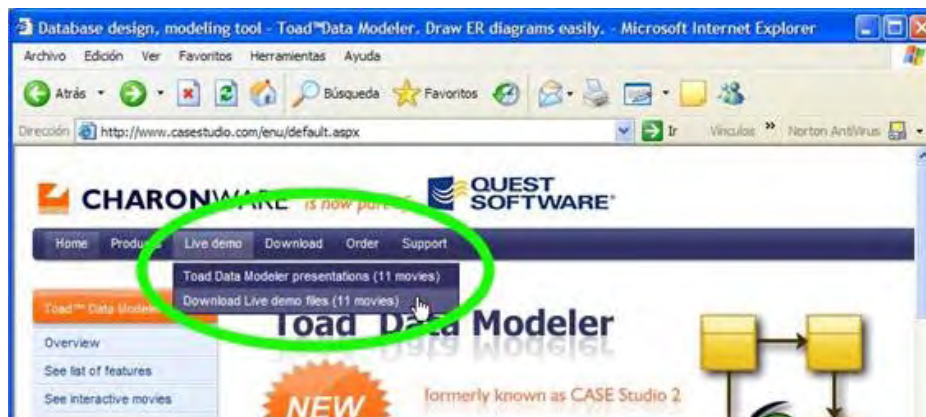 Database design, modeling tool - Toad™Data Modeler. Draw ER diagrams easily. - Microsoft Internet Explorer
Archivo Edición Ver Favoritos Herramientas Ayuda
Atrás Búsqueda Favoritos
Dirección http://www.casestudio.com/enu/default.aspx Ir Vínculos » Norton AntiVirus
CHARONWARE is now part of QUEST
SOFTWARE®
Home Products Live demo Download Order Support
Toad Data Modeler presentations (11 movies)
Download Live demo files (11 movies)
Toad™ Data Modeler
Toad Data Modeler
Overview
See list of features
See interactive movies
NEW
formerly known as CASE Studio 2